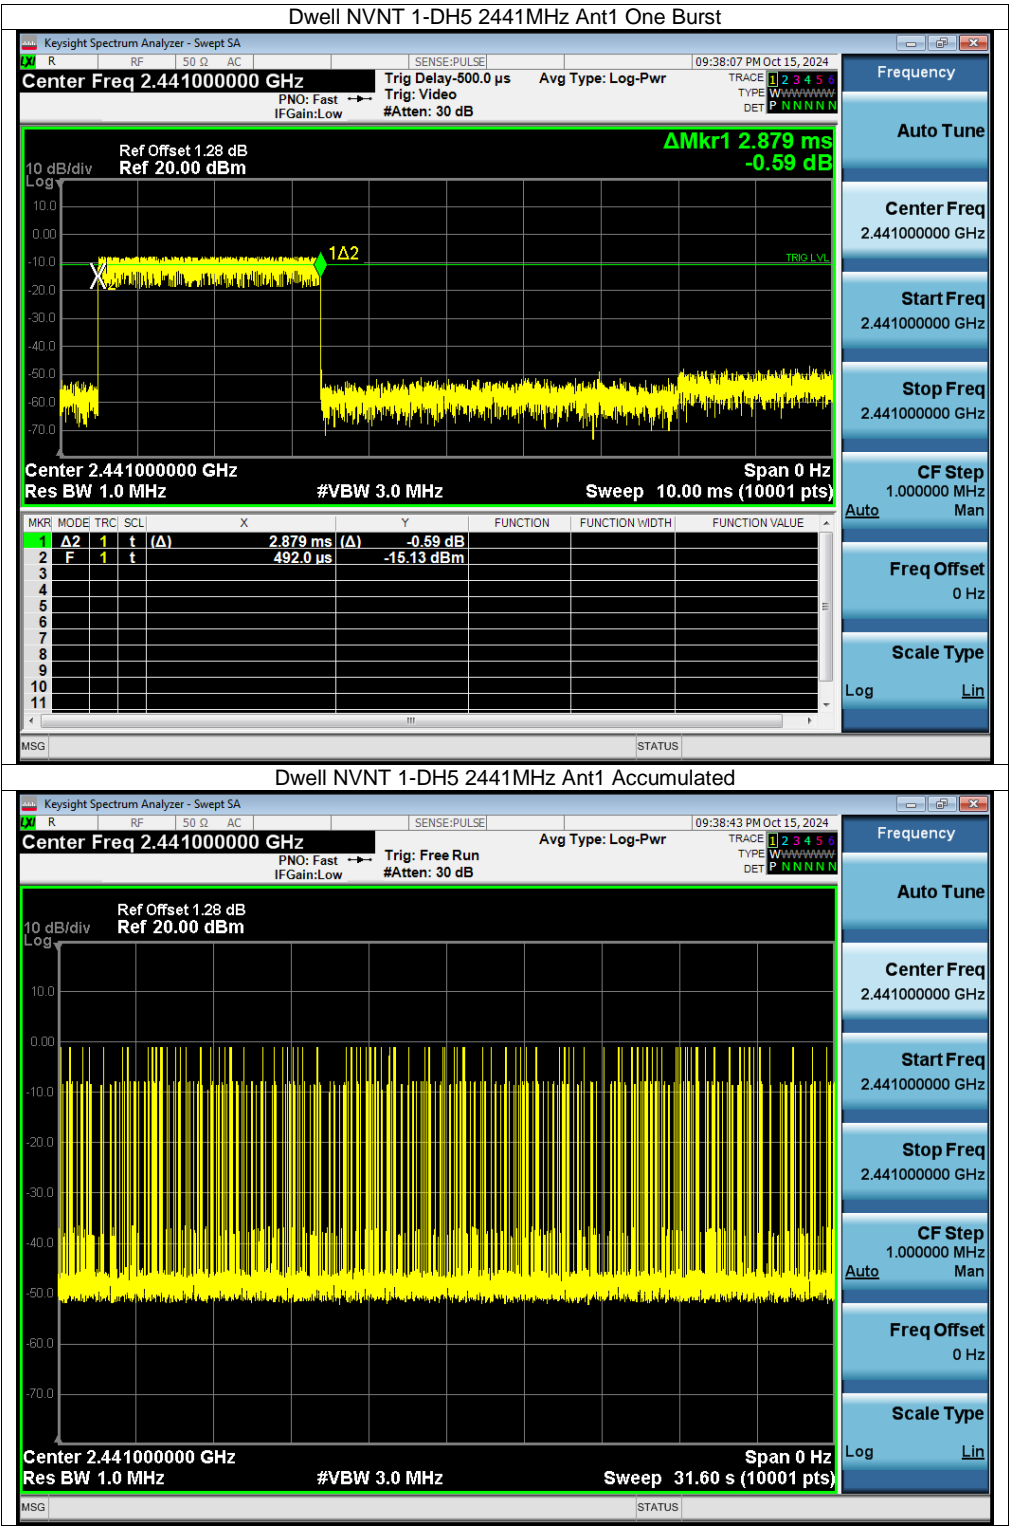 Dwell NVNT 1-DH5 2441MHz Ant1 One Burst
Keysight Spectrum Analyzer - Swept SA
LXI R RF 50 Ω AC SENSE:PULSE 09:38:07 PM Oct 15, 2024
Center Freq 2.441000000 GHz Trig Delay-500.0 µs Avg Type: Log-Pwr TRACE 1 2 3 4 5 6
PNO: Fast Trig: Video TYPE WWWWWW
IFGain:Low #Atten: 30 dB DET P N N N N N
Frequency
Auto Tune
Center Freq
2.441000000 GHz
Start Freq
2.441000000 GHz
Stop Freq
2.441000000 GHz
CF Step
1.000000 MHz
Auto Man
Freq Offset
0 Hz
Scale Type
Log Lin
ΔMkr1 2.879 ms
-0.59 dB
Ref Offset 1.28 dB
10 dB/div Ref 20.00 dBm
Log
10.0
0.00
-10.0
-20.0
-30.0
-40.0
-50.0
-60.0
-70.0
1Δ2
TRIG LVL
2
Center 2.441000000 GHz Span 0 Hz
Res BW 1.0 MHz #VBW 3.0 MHz Sweep 10.00 ms (10001 pts)
MKR MODE TRC SCL X Y FUNCTION FUNCTION WIDTH FUNCTION VALUE
1 Δ2 1 t (Δ) 2.879 ms (Δ) -0.59 dB
2 F 1 t 492.0 µs -15.13 dBm
3
4
5
6
7
8
9
10
11
MSG STATUS
Dwell NVNT 1-DH5 2441MHz Ant1 Accumulated
Keysight Spectrum Analyzer - Swept SA
LXI R RF 50 Ω AC SENSE:PULSE 09:38:43 PM Oct 15, 2024
Center Freq 2.441000000 GHz Avg Type: Log-Pwr TRACE 1 2 3 4 5 6
PNO: Fast Trig: Free Run TYPE WWWWWW
IFGain:Low #Atten: 30 dB DET P N N N N N
Frequency
Auto Tune
Center Freq
2.441000000 GHz
Start Freq
2.441000000 GHz
Stop Freq
2.441000000 GHz
CF Step
1.000000 MHz
Auto Man
Freq Offset
0 Hz
Scale Type
Log Lin
Ref Offset 1.28 dB
10 dB/div Ref 20.00 dBm
Log
10.0
0.00
-10.0
-20.0
-30.0
-40.0
-50.0
-60.0
-70.0
Center 2.441000000 GHz Span 0 Hz
Res BW 1.0 MHz #VBW 3.0 MHz Sweep 31.60 s (10001 pts)
MSG STATUS